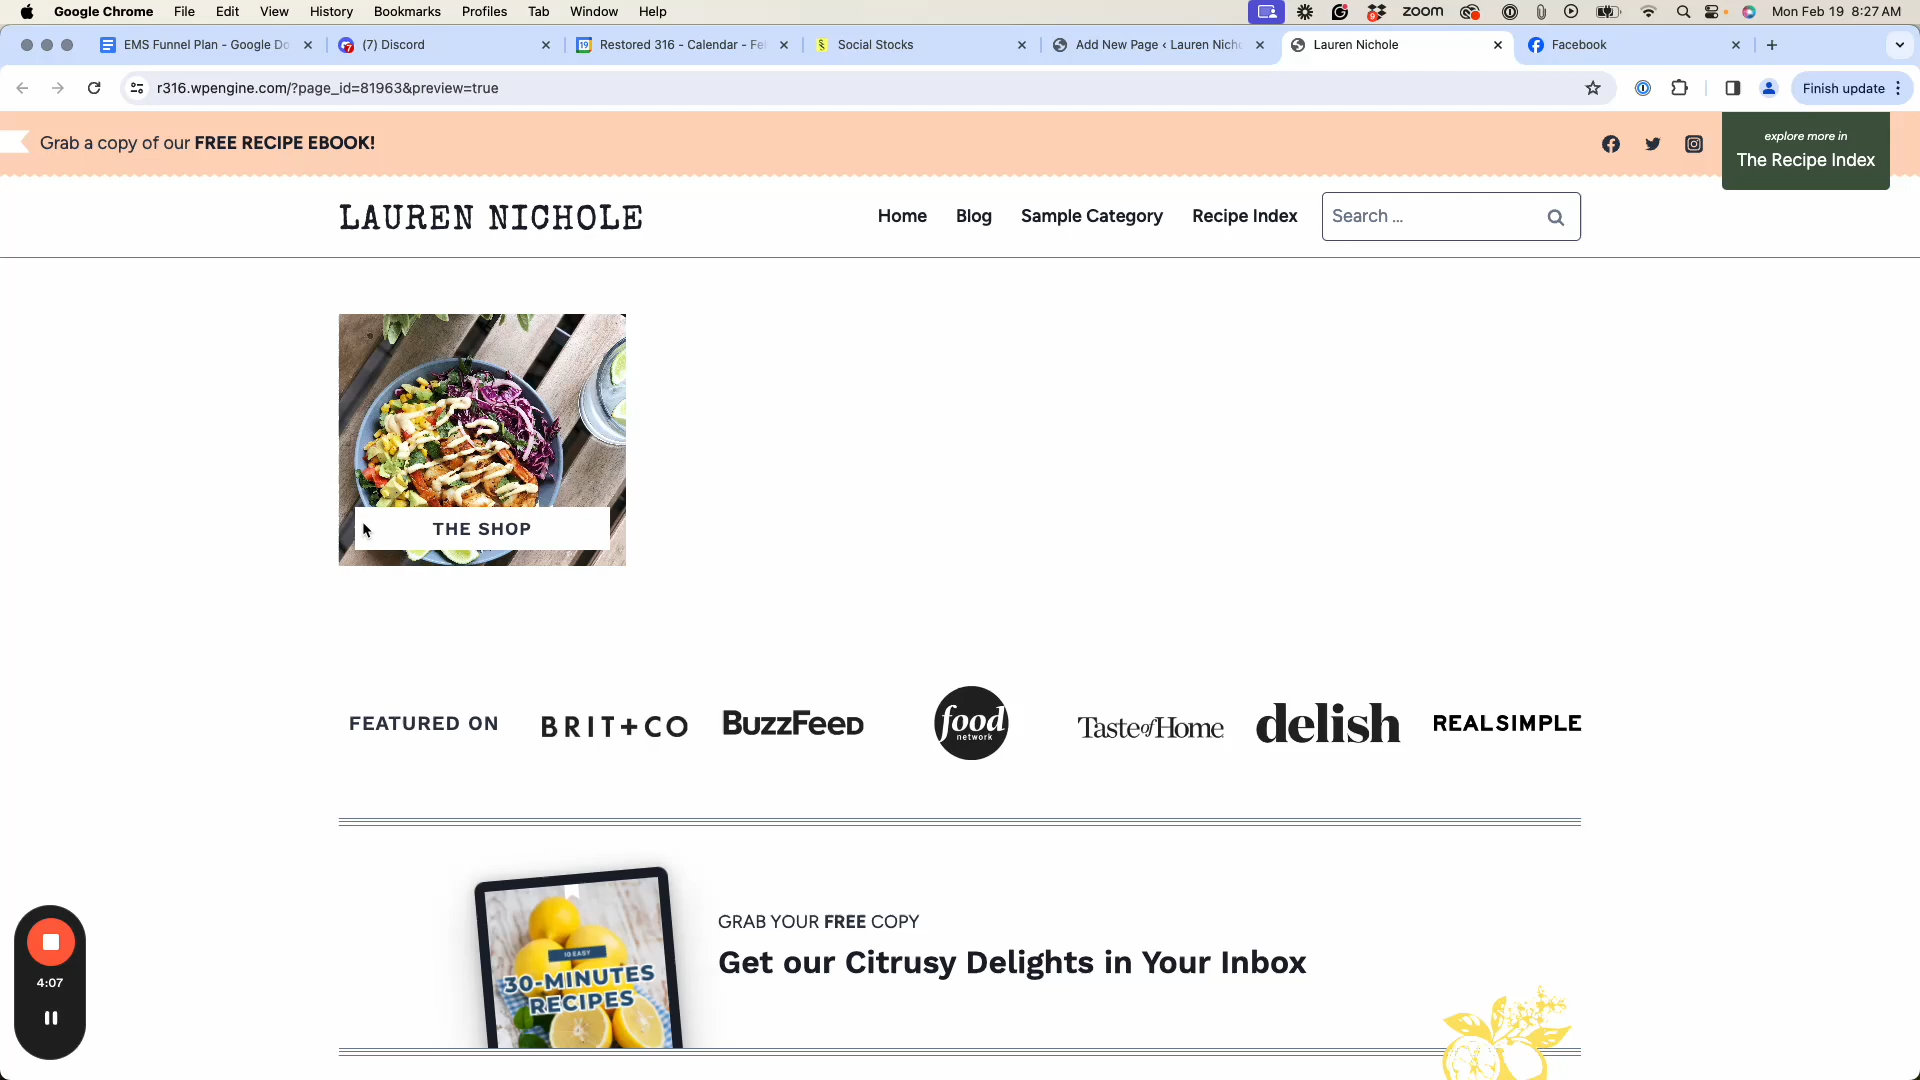 Google Chrome File Edit View History Bookmarks Profiles Tab Window Help zoom Mon Feb 19 8:27 AM
EMS Funnel Plan - Google Do (7) Discord Restored 316 - Calendar - Fe Social Stocks Add New Page ‹ Lauren Nicho Lauren Nichole Facebook
r316.wpengine.com/?page_id=81963&preview=true Finish update
Grab a copy of our FREE RECIPE EBOOK!
explore more in
The Recipe Index
LAUREN NICHOLE Home Blog Sample Category Recipe Index Search ...
THE SHOP
FEATURED ON BRIT+CO BuzzFeed food network Taste of Home delish REALSIMPLE
10 EASY
30-MINUTES
RECIPES
GRAB YOUR FREE COPY
Get our Citrusy Delights in Your Inbox
4:07